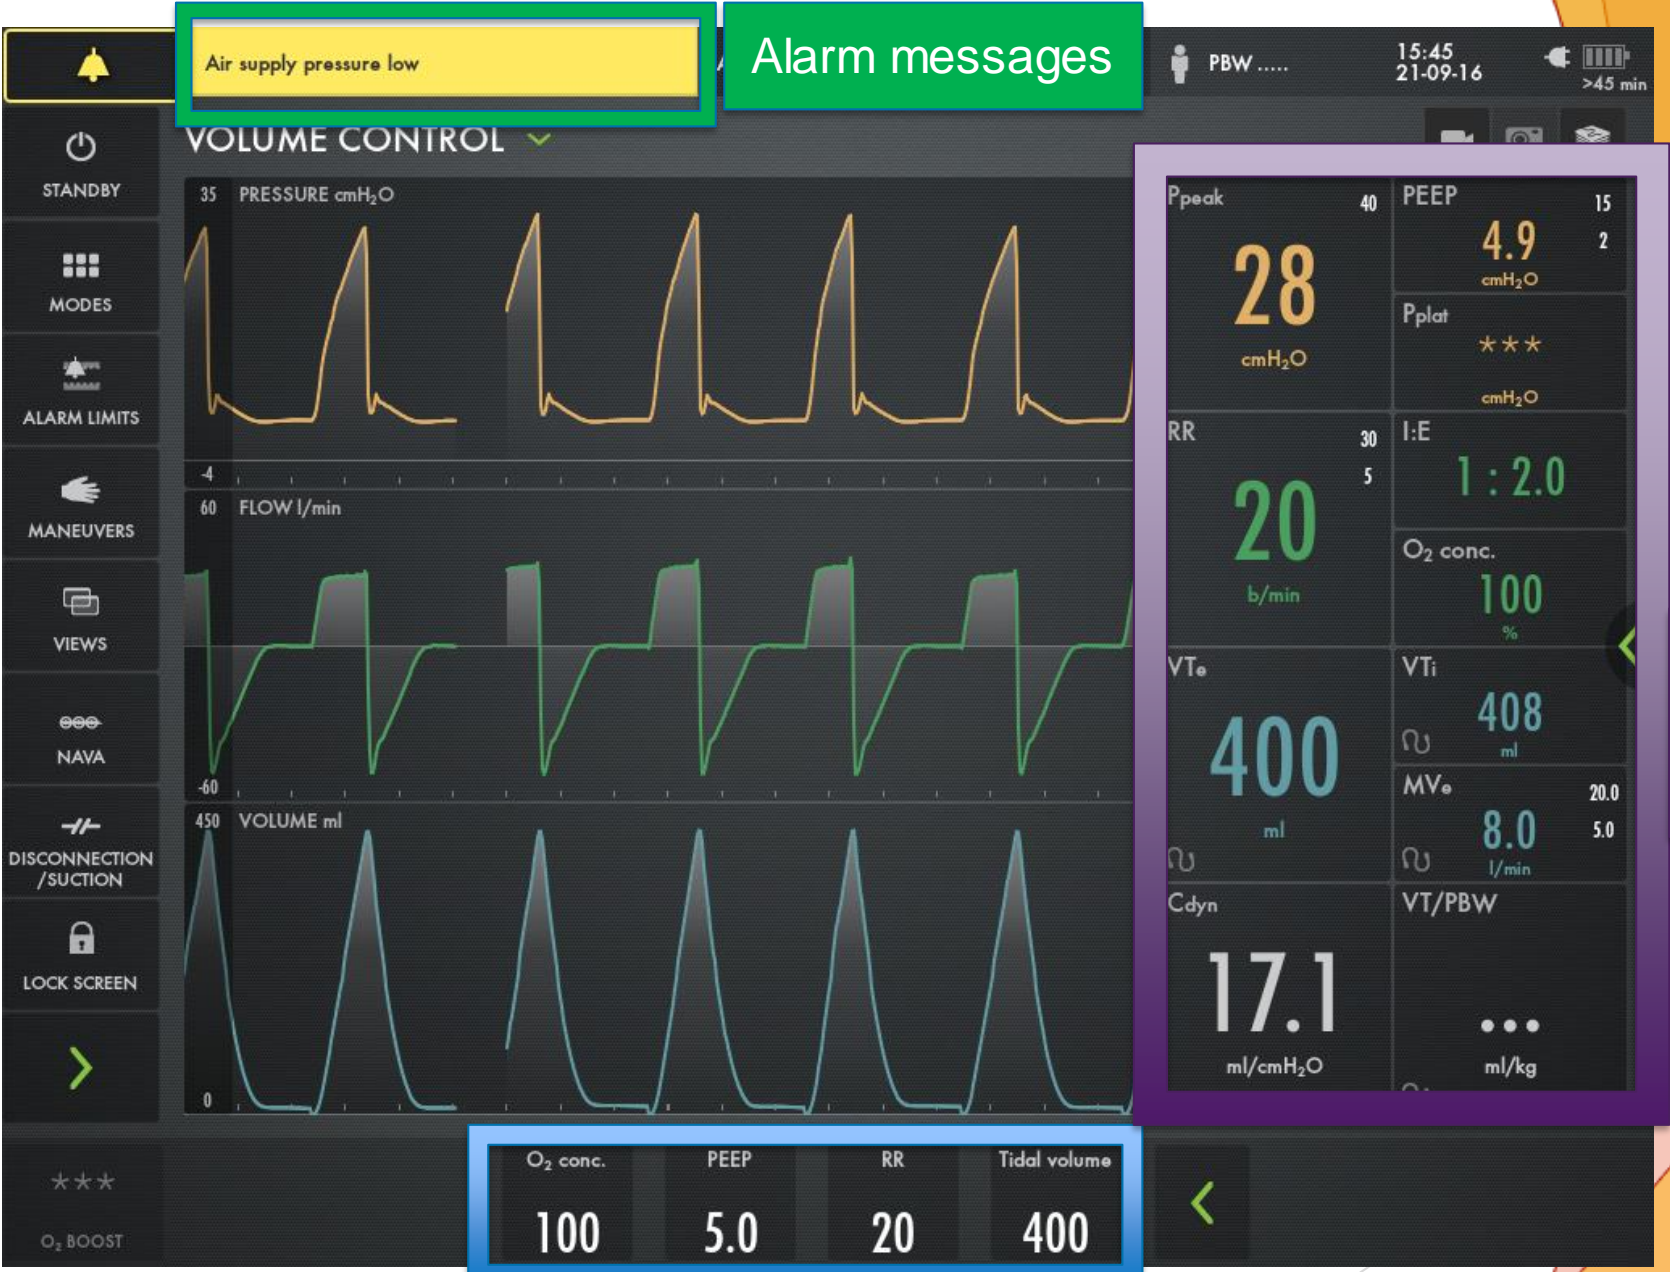 Air supply pressure low
Alarm messages
PBW .....
15:45
21-09-16
>45 min
VOLUME CONTROL
STANDBY
MODES
ALARM LIMITS
MANEUVERS
VIEWS
NAVA
DISCONNECTION
/SUCTION
LOCK SCREEN
35 PRESSURE cmH₂O
-4
60 FLOW l/min
-60
450 VOLUME ml
0
Ppeak 40
28
cmH₂O
PEEP 15
4.9 2
cmH₂O
Pplat
***
cmH₂O
RR 30
5
20
b/min
I:E
1 : 2.0
O₂ conc.
100
%
VTe
400
ml
VTi
408
ml
MVe 20.0
8.0 5.0
l/min
Cdyn
17.1
ml/cmH₂O
VT/PBW
...
ml/kg
***
O₂ BOOST
O₂ conc. PEEP RR Tidal volume
100 5.0 20 400